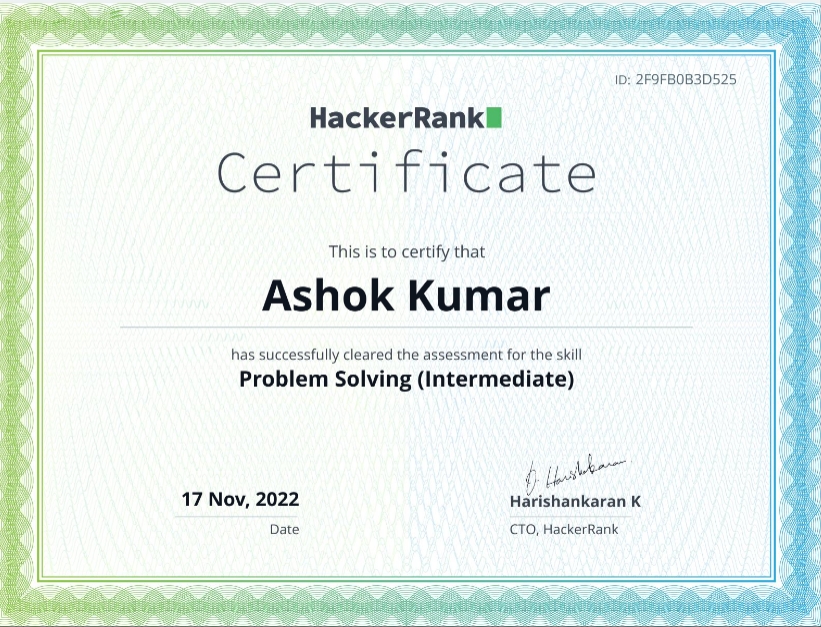 ID: 2F9FB0B3D525
HackerRank
Certificate
This is to certify that
Ashok Kumar
has successfully cleared the assessment for the skill
Problem Solving (Intermediate)
17 Nov, 2022
Date
Harishankaran K
CTO, HackerRank